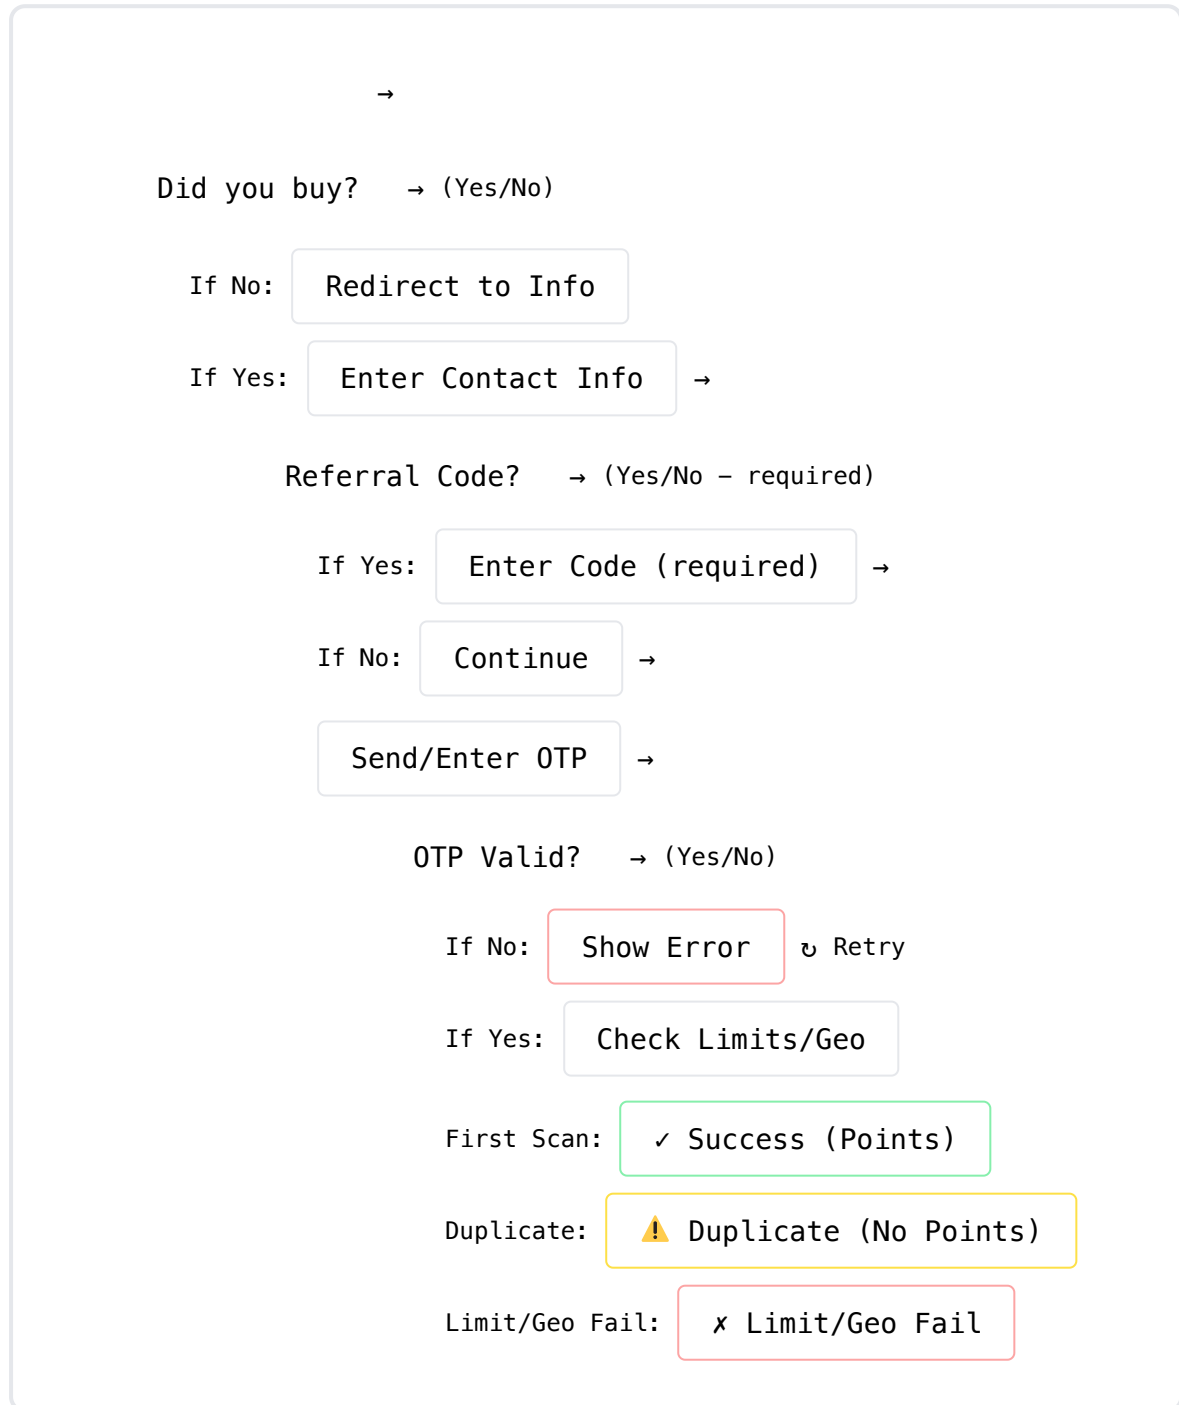 →
Did you buy? → (Yes/No)
If No: Redirect to Info
If Yes: Enter Contact Info →
Referral Code? → (Yes/No – required)
If Yes: Enter Code (required) →
If No: Continue →
Send/Enter OTP →
OTP Valid? → (Yes/No)
If No: Show Error ↻ Retry
If Yes: Check Limits/Geo
First Scan: ✓ Success (Points)
Duplicate: ⚠ Duplicate (No Points)
Limit/Geo Fail: ✗ Limit/Geo Fail